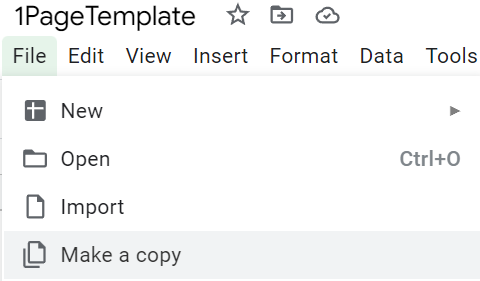 1PageTemplate
File Edit View Insert Format Data Tools
New
Open Ctrl+O
Import
Make a copy